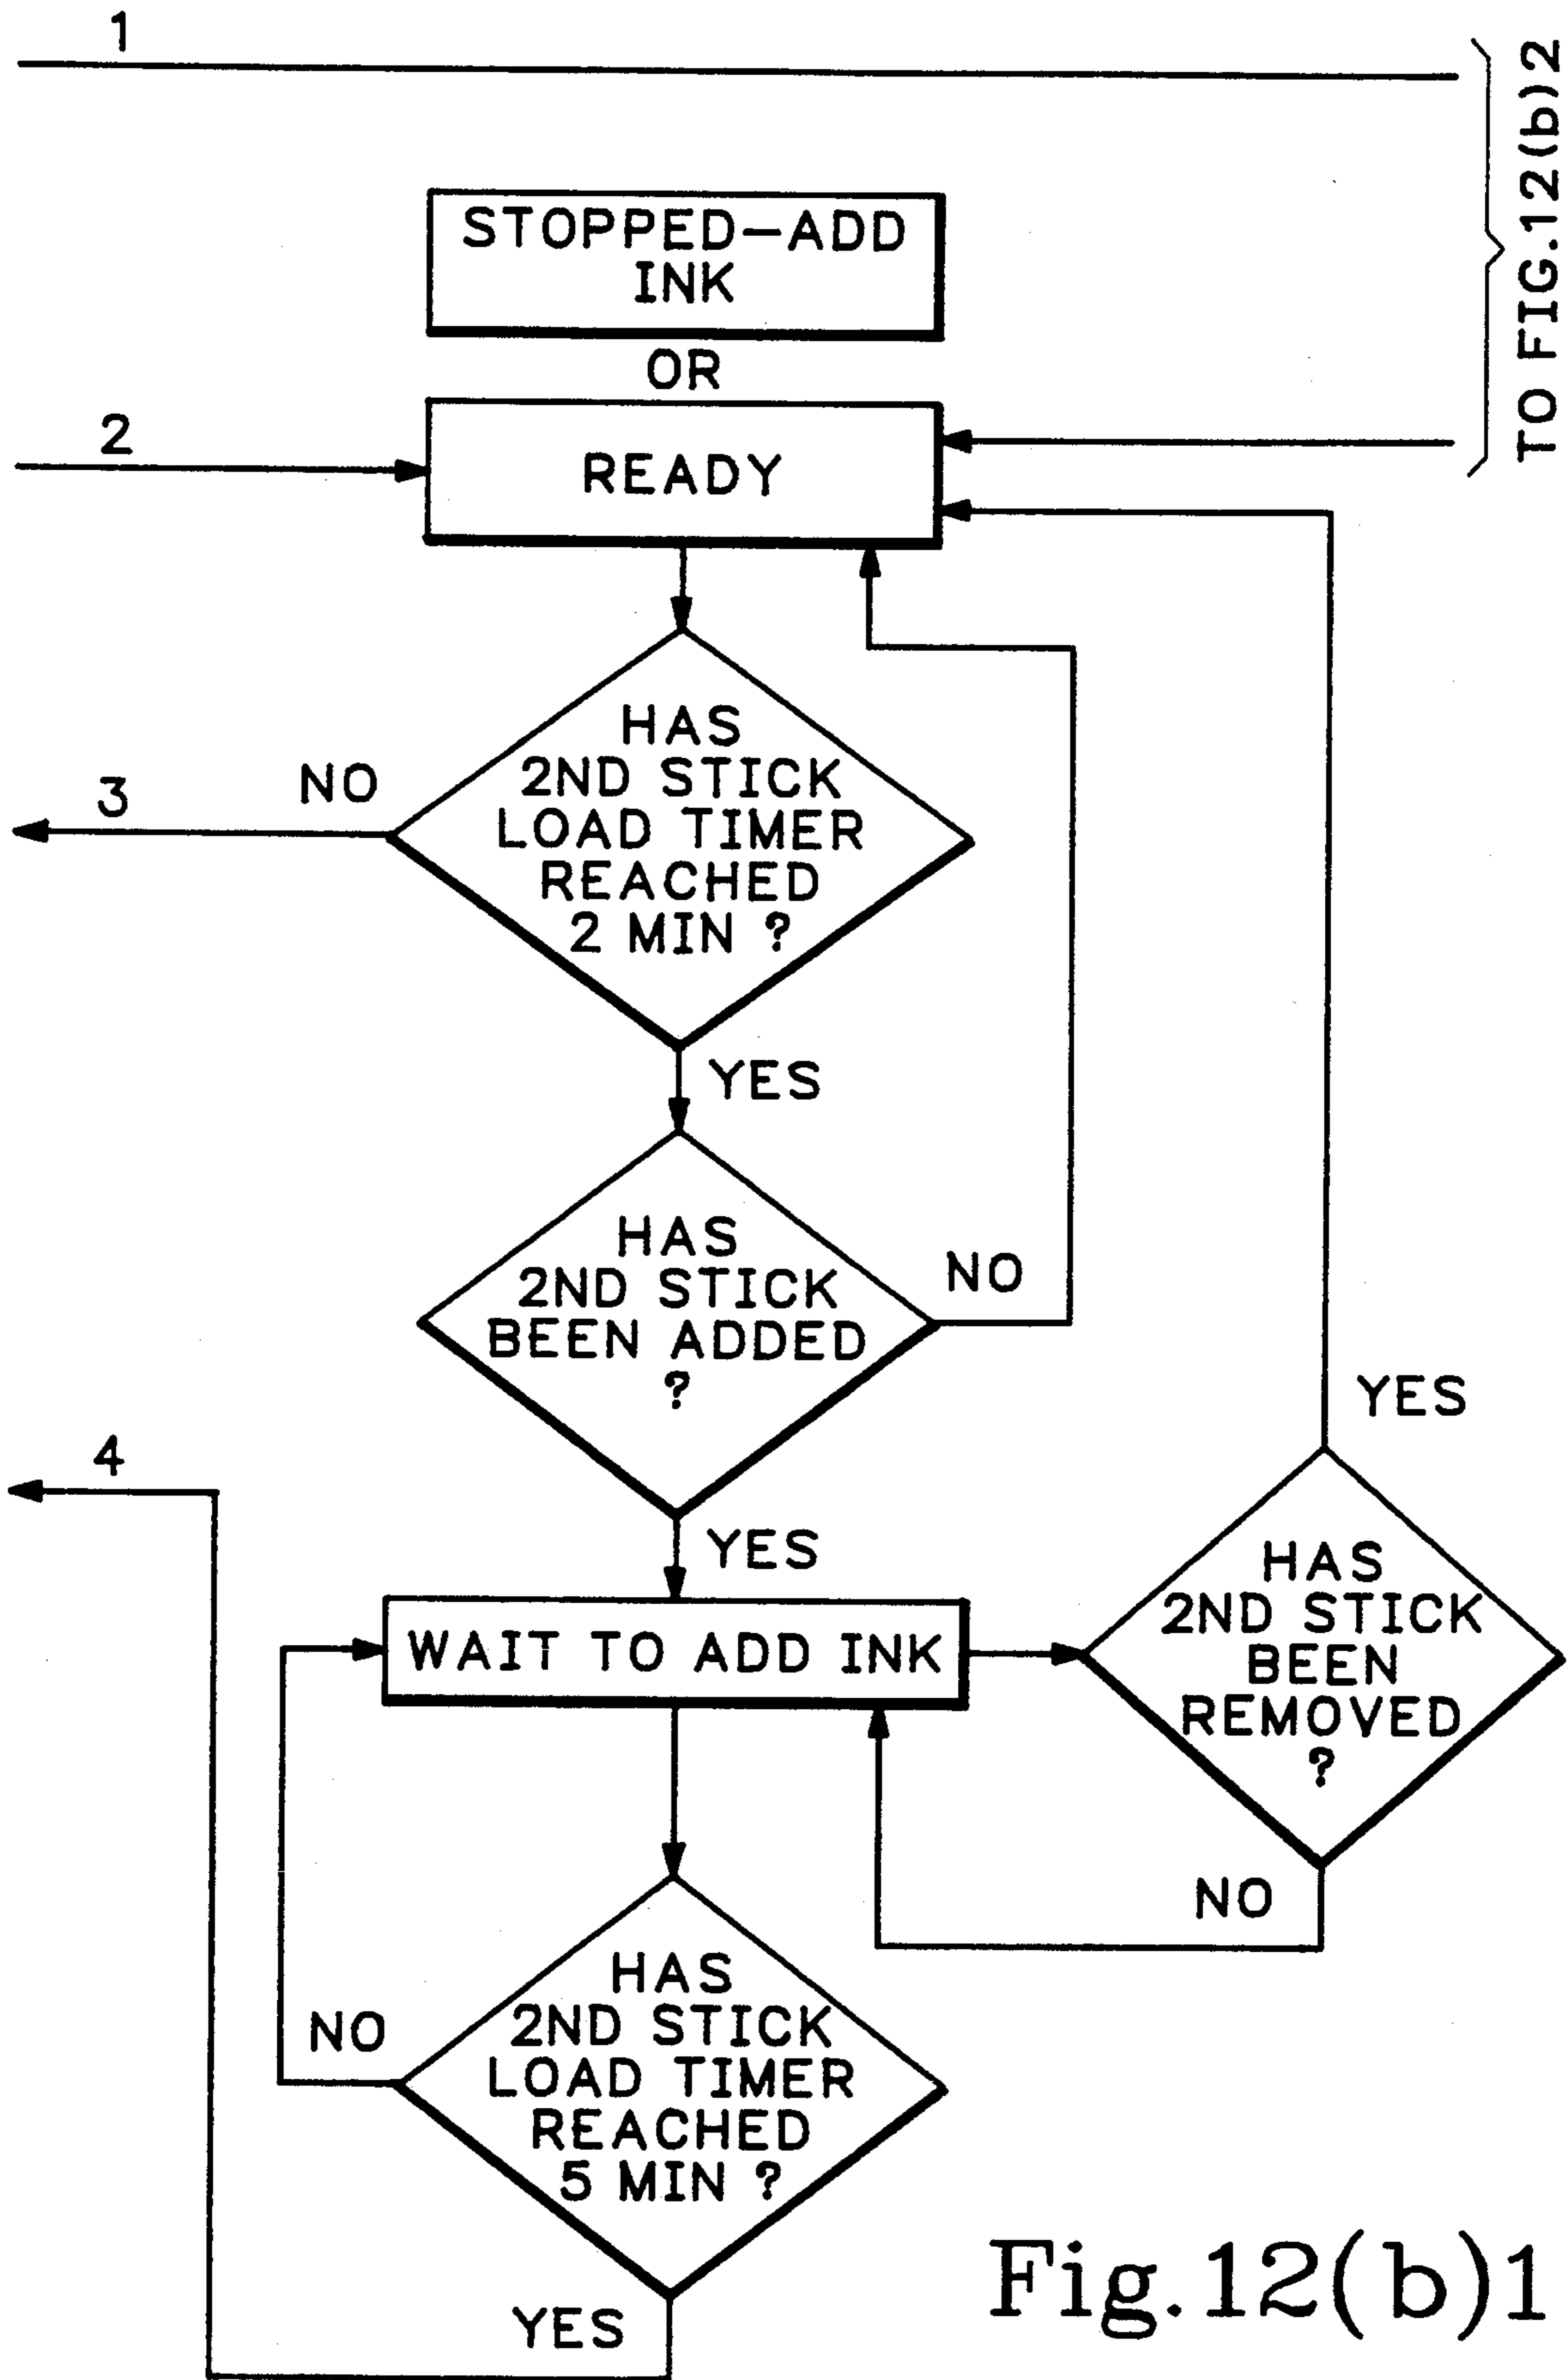 1
TO FIG.12(b)2
STOPPED-ADD
INK
OR
2
READY
HAS
2ND STICK
LOAD TIMER
REACHED
2 MIN ?
NO
3
YES
HAS
2ND STICK
BEEN ADDED
?
NO
YES
4
YES
WAIT TO ADD INK
HAS
2ND STICK
BEEN
REMOVED
?
NO
HAS
2ND STICK
LOAD TIMER
REACHED
5 MIN ?
NO
YES
Fig.12(b)1